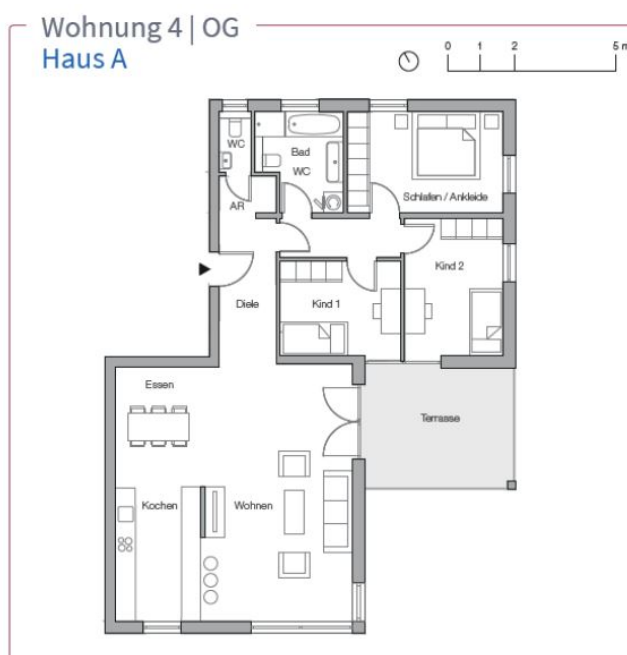 Wohnung 4 | OG
Haus A
0 1 2 5 m
WC
Bad
WC
Schlafen / Ankleide
AR
Kind 2
Diele
Kind 1
Essen
Terrasse
Kochen
Wohnen